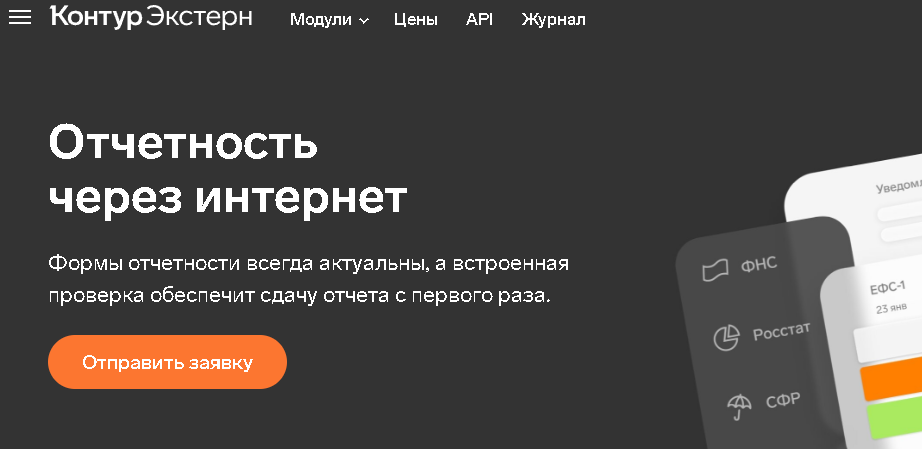 Контур Экстерн
Модули
Цены
API
Журнал
Отчетность
через интернет
Формы отчетности всегда актуальны, а встроенная
проверка обеспечит сдачу отчета с первого раза.
Отправить заявку
ФНС
Росстат
СФР
ЕФС-1
23 янв